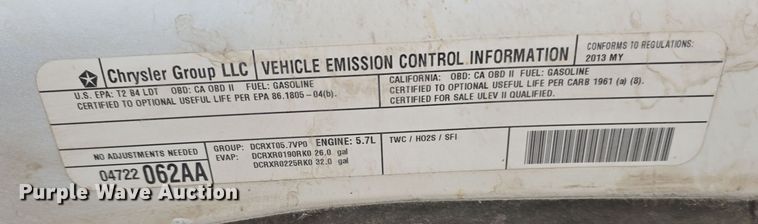 Chrysler Group LLC
VEHICLE EMISSION CONTROL INFORMATION
CONFORMS TO REGULATIONS:
2013 MY
U.S. EPA: T2 B4 LDT OBD: CA OBD II FUEL: GASOLINE
CERTIFIED TO OPTIONAL USEFUL LIFE PER EPA 86.1805-04(b).
CALIFORNIA: OBD: CA OBD II FUEL: GASOLINE
CERTIFIED TO OPTIONAL USEFUL LIFE PER CARB 1961 (a) (8).
CERTIFIED FOR SALE ULEV II QUALIFIED.
NO ADJUSTMENTS NEEDED
04722 062AA
GROUP: DCRXT05.7VP0 ENGINE: 5.7L
EVAP: DCRXR0190RK0 26.0 gal
DCRXR0225RK0 32.0 gal
TWC / HO2S / SFI
Purple Wave Auction
Purple Wave Auction